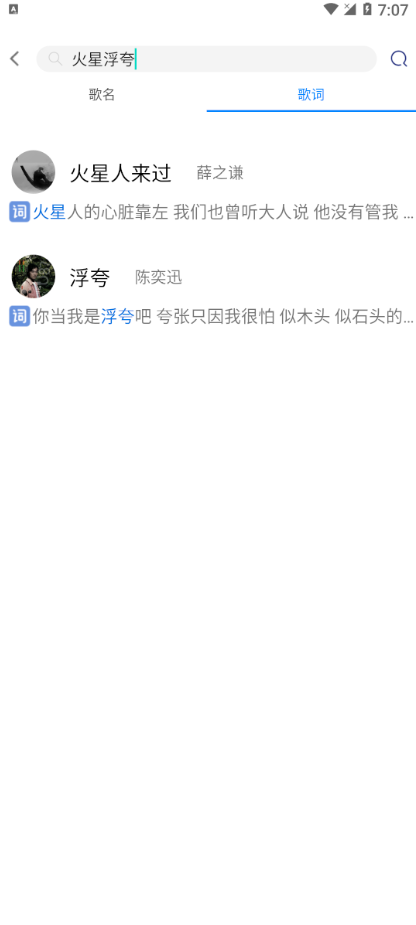 7:07
火星浮夸
歌名 歌词
火星人来过 薛之谦
词 火星人的心脏靠左 我们也曾听大人说 他没有管我 ...
浮夸 陈奕迅
词 你当我是浮夸吧 夸张只因我很怕 似木头 似石头的...